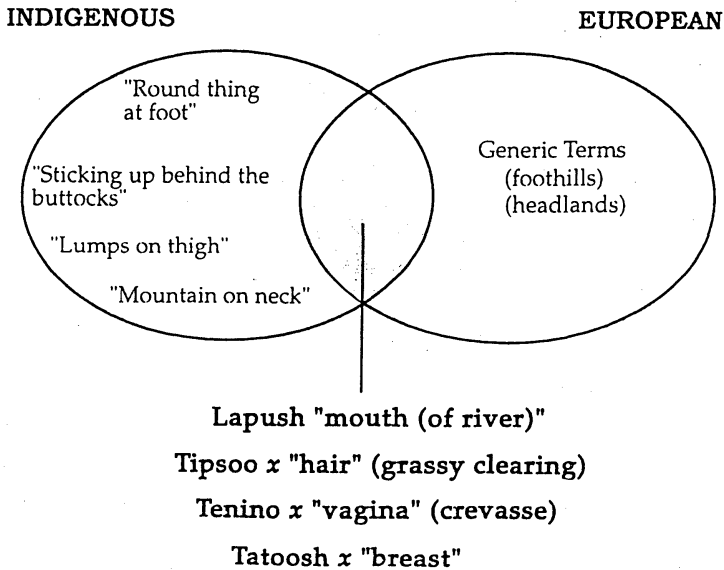 INDIGENOUS
EUROPEAN
"Round thing
at foot"
"Sticking up behind the
buttocks"
"Lumps on thigh"
"Mountain on neck"
Generic Terms
(foothills)
(headlands)
Lapush "mouth (of river)"
Tipsoo x "hair" (grassy clearing)
Tenino x "vagina" (crevasse)
Tatoosh x "breast"